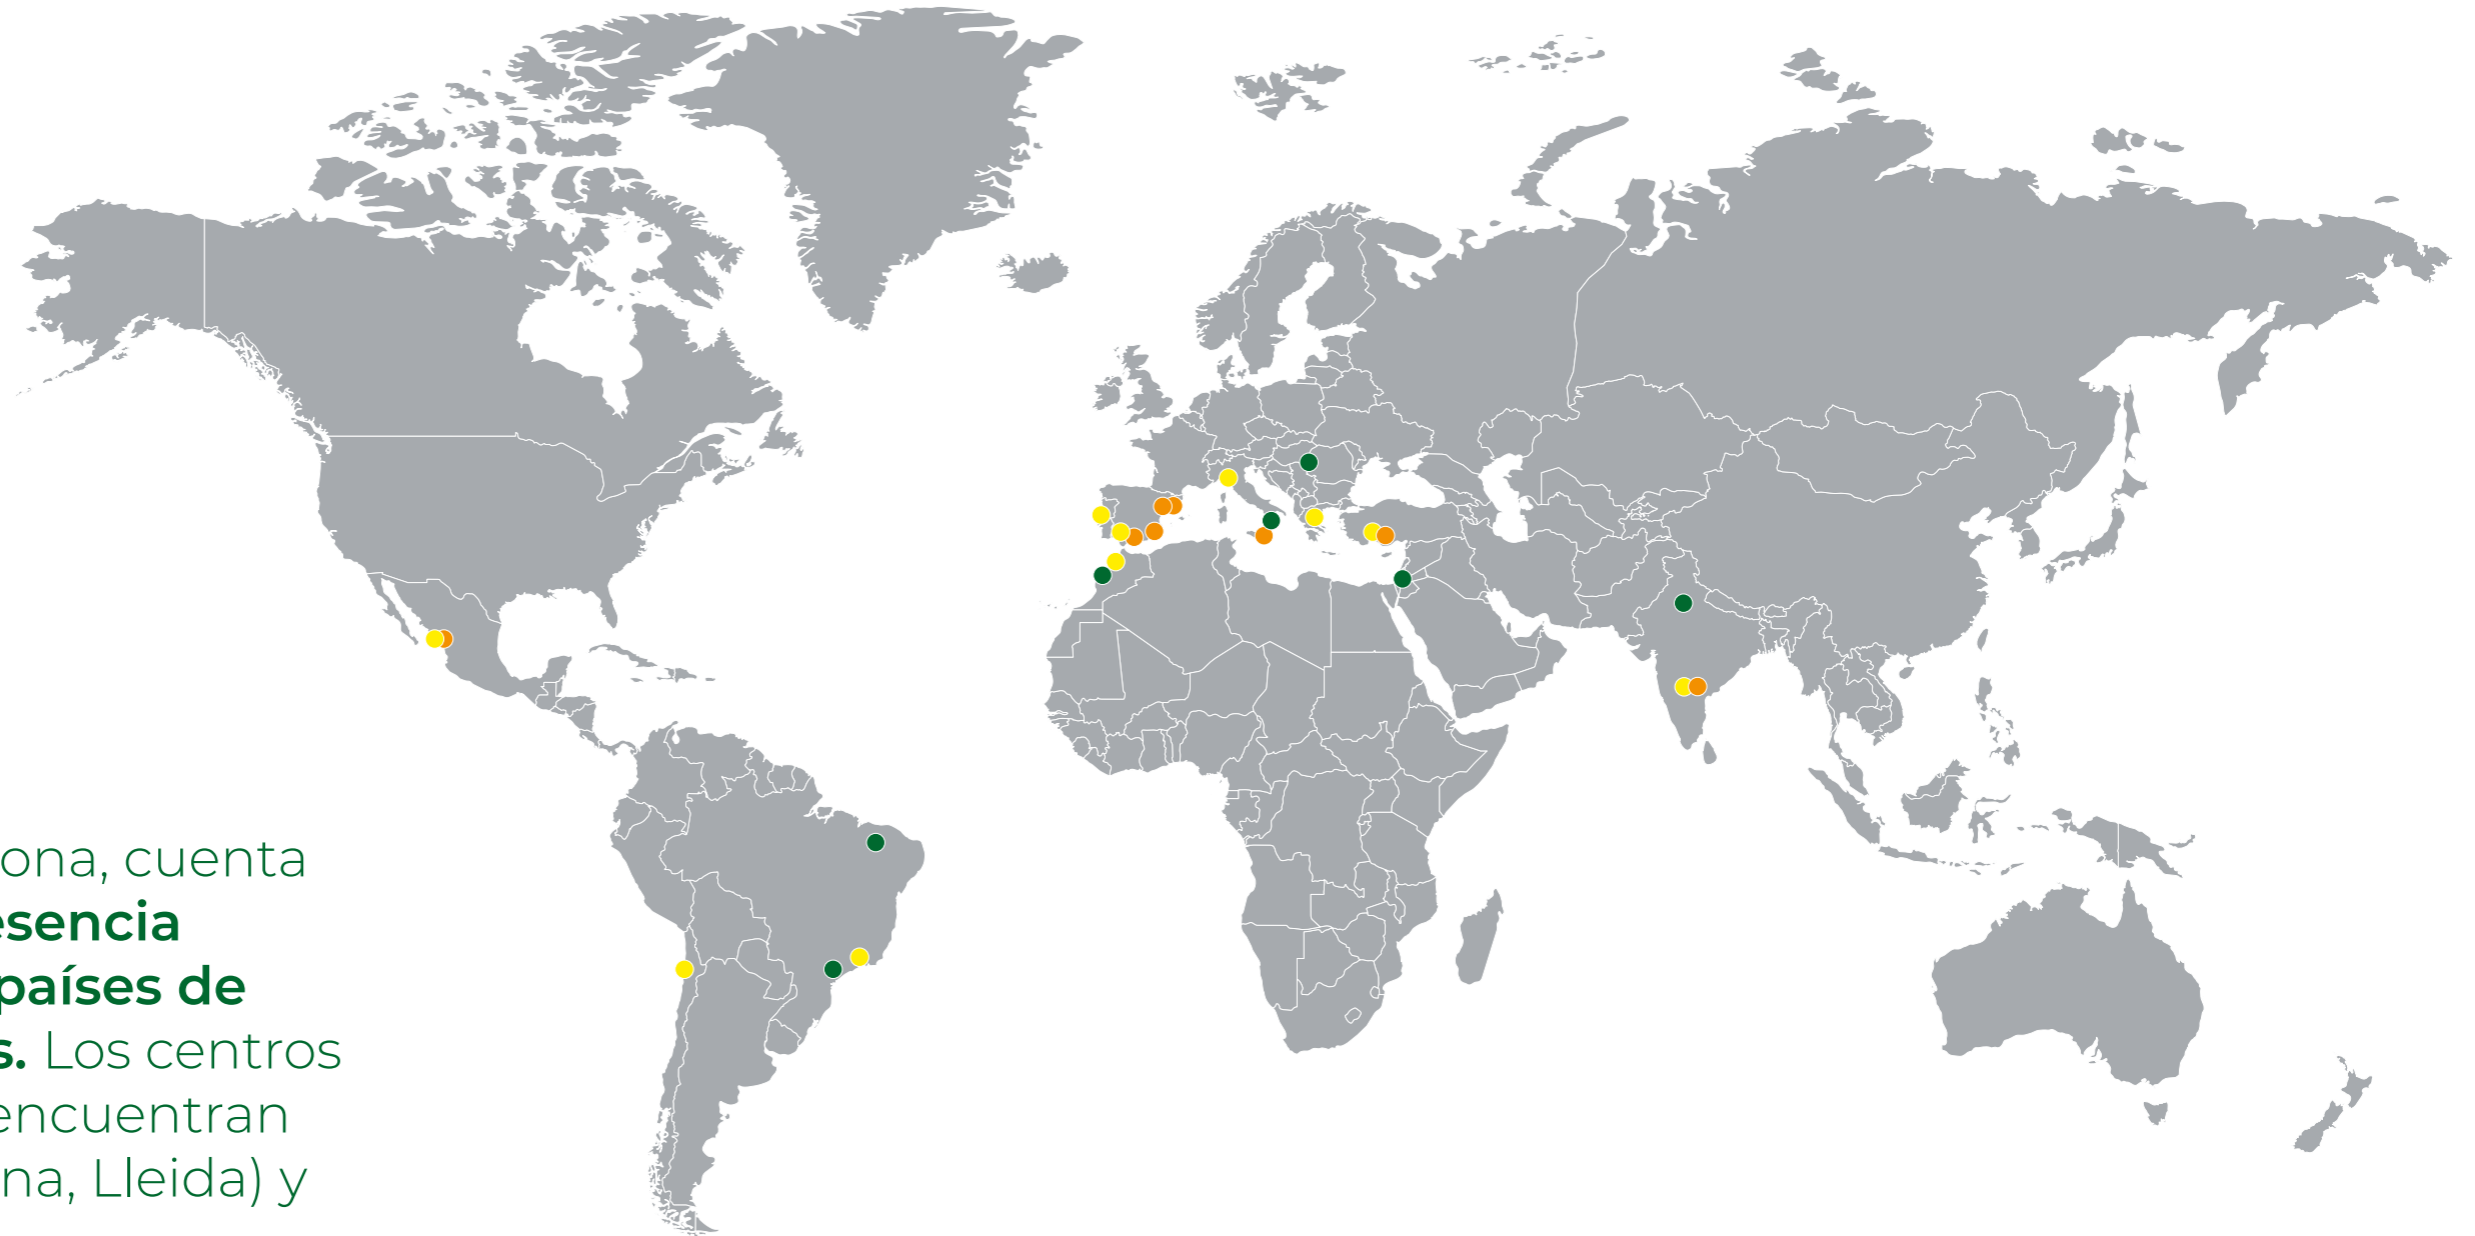 ona, cuenta
esencia
países de
s. Los centros
encuentran
na, Lleida) y